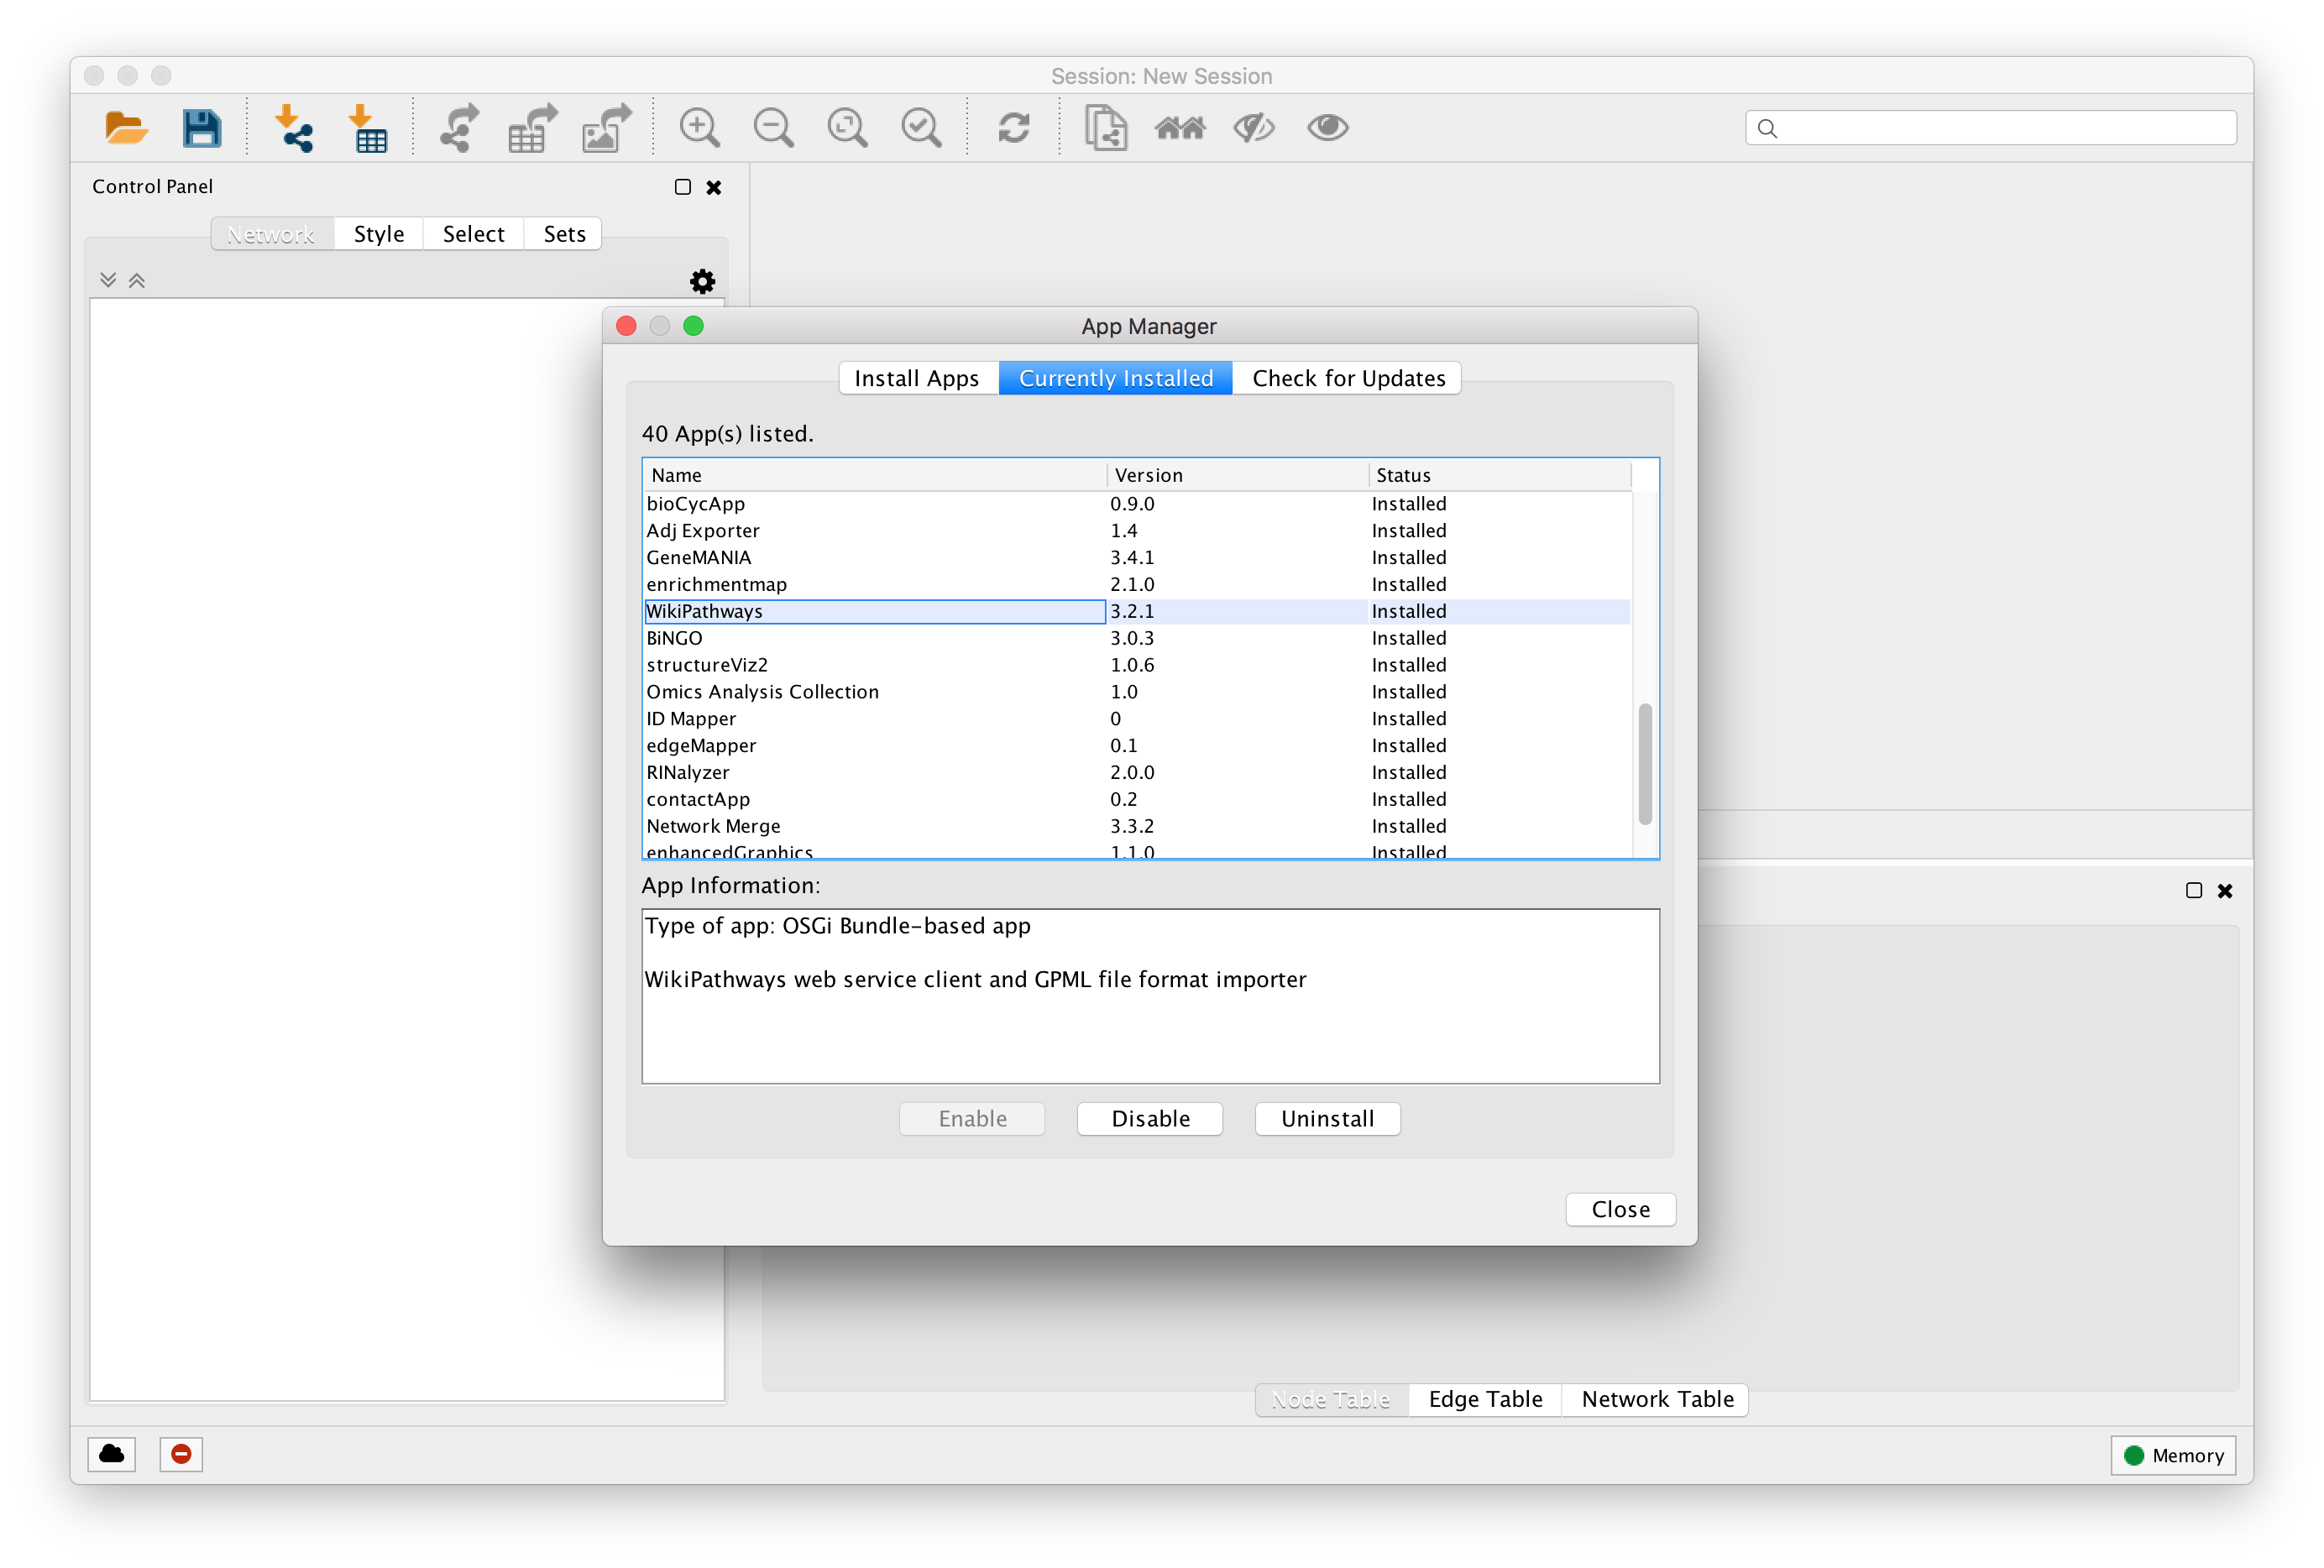 Session: New Session
Control Panel
Network Style Select Sets
App Manager
Install Apps Currently Installed Check for Updates
40 App(s) listed.
Name Version Status
bioCycApp 0.9.0 Installed
Adj Exporter 1.4 Installed
GeneMANIA 3.4.1 Installed
enrichmentmap 2.1.0 Installed
WikiPathways 3.2.1 Installed
BiNGO 3.0.3 Installed
structureViz2 1.0.6 Installed
Omics Analysis Collection 1.0 Installed
ID Mapper 0 Installed
edgeMapper 0.1 Installed
RINalyzer 2.0.0 Installed
contactApp 0.2 Installed
Network Merge 3.3.2 Installed
enhancedGraphics 1.1.0 Installed
App Information:
Type of app: OSGi Bundle-based app
WikiPathways web service client and GPML file format importer
Enable Disable Uninstall
Close
Node Table Edge Table Network Table
Memory